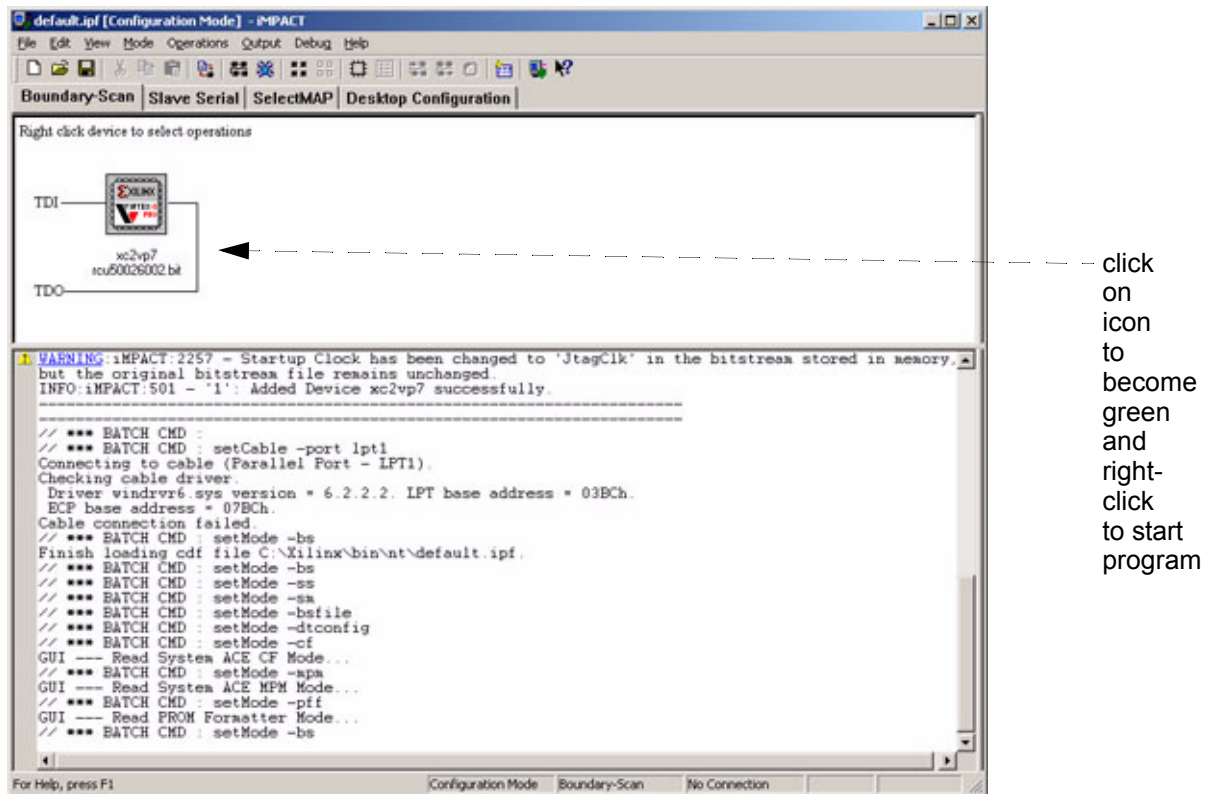 default.ipf [Configuration Mode] - iMPACT
File Edit View Mode Operations Output Debug Help
Boundary-Scan Slave Serial SelectMAP Desktop Configuration
Right click device to select operations
TDI
XILINX
VIRTEX-II
PRO
xc2vp7
rcu50026002.bit
TDO
click
on
icon
to
become
green
and
right-
click
to start
program
WARNING:iMPACT:2257 - Startup Clock has been changed to 'JtagClk' in the bitstream stored in memory,
but the original bitstream file remains unchanged.
INFO:iMPACT:501 - '1': Added Device xc2vp7 successfully.
----------------------------------------------------------------------
----------------------------------------------------------------------
// *** BATCH CMD :
// *** BATCH CMD : setCable -port lpt1
Connecting to cable (Parallel Port - LPT1).
Checking cable driver.
Driver windrvr6.sys version = 6.2.2.2. LPT base address = 03BCh.
ECP base address = 07BCh.
Cable connection failed.
// *** BATCH CMD : setMode -bs
Finish loading cdf file C:\Xilinx\bin\nt\default.ipf.
// *** BATCH CMD : setMode -bs
// *** BATCH CMD : setMode -ss
// *** BATCH CMD : setMode -sm
// *** BATCH CMD : setMode -bsfile
// *** BATCH CMD : setMode -dtconfig
// *** BATCH CMD : setMode -cf
GUI --- Read System ACE CF Mode...
// *** BATCH CMD : setMode -mpm
GUI --- Read System ACE MPM Mode...
// *** BATCH CMD : setMode -pff
GUI --- Read PROM Formatter Mode...
// *** BATCH CMD : setMode -bs
For Help, press F1
Configuration Mode Boundary-Scan No Connection